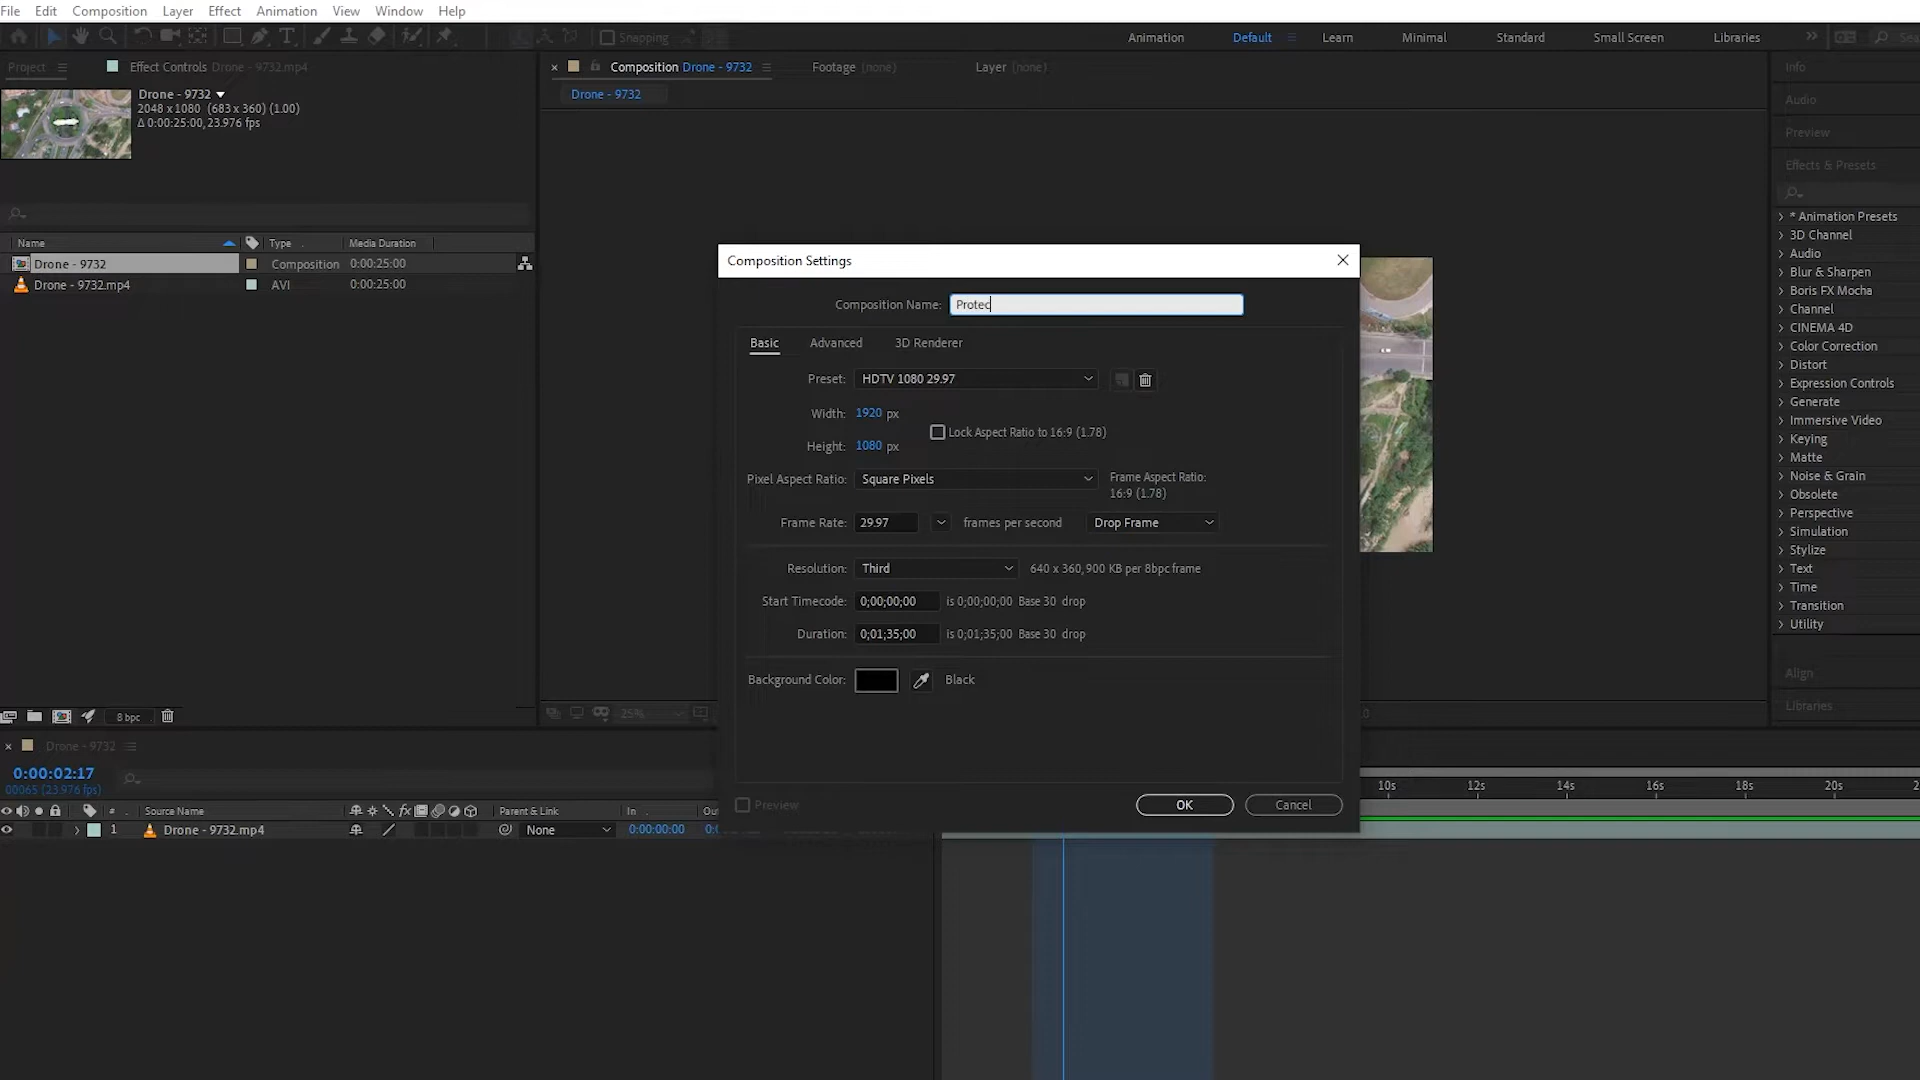 File Edit Composition Layer Effect Animation View Window Help
Snapping
Animation Default Learn Minimal Standard Small Screen Libraries
Project Effect Controls Drone - 9732.mp4
Composition Drone - 9732 Footage (none) Layer (none)
Info
Drone - 9732
2048 x 1080 (683 x 360) (1.00)
Δ 0:00:25:00, 23.976 fps
Drone - 9732
Audio
Preview
Effects & Presets
Name Type Media Duration
Drone - 9732 Composition 0:00:25:00
Drone - 9732.mp4 AVI 0:00:25:00
Composition Settings
Composition Name: Protec
Basic Advanced 3D Renderer
Preset: HDTV 1080 29.97
Width: 1920 px
Lock Aspect Ratio to 16:9 (1.78)
Height: 1080 px
Pixel Aspect Ratio: Square Pixels
Frame Aspect Ratio:
16:9 (1.78)
Frame Rate: 29.97 frames per second Drop Frame
Resolution: Third 640 x 360, 900 KB per 8bpc frame
Start Timecode: 0;00;00;00 is 0;00;00;00 Base 30 drop
Duration: 0;01;35;00 is 0;01;35;00 Base 30 drop
Background Color: Black
Preview OK Cancel
* Animation Presets
3D Channel
Audio
Blur & Sharpen
Boris FX Mocha
Channel
CINEMA 4D
Color Correction
Distort
Expression Controls
Generate
Immersive Video
Keying
Matte
Noise & Grain
Obsolete
Perspective
Simulation
Stylize
Text
Time
Transition
Utility
Align
Libraries
8 bpc
25%
Drone - 9732
0:00:02:17
00065 (23.976 fps)
10s 12s 14s 16s 18s 20s
# Source Name fx Parent & Link In
1 Drone - 9732.mp4 None 0:00:00:00